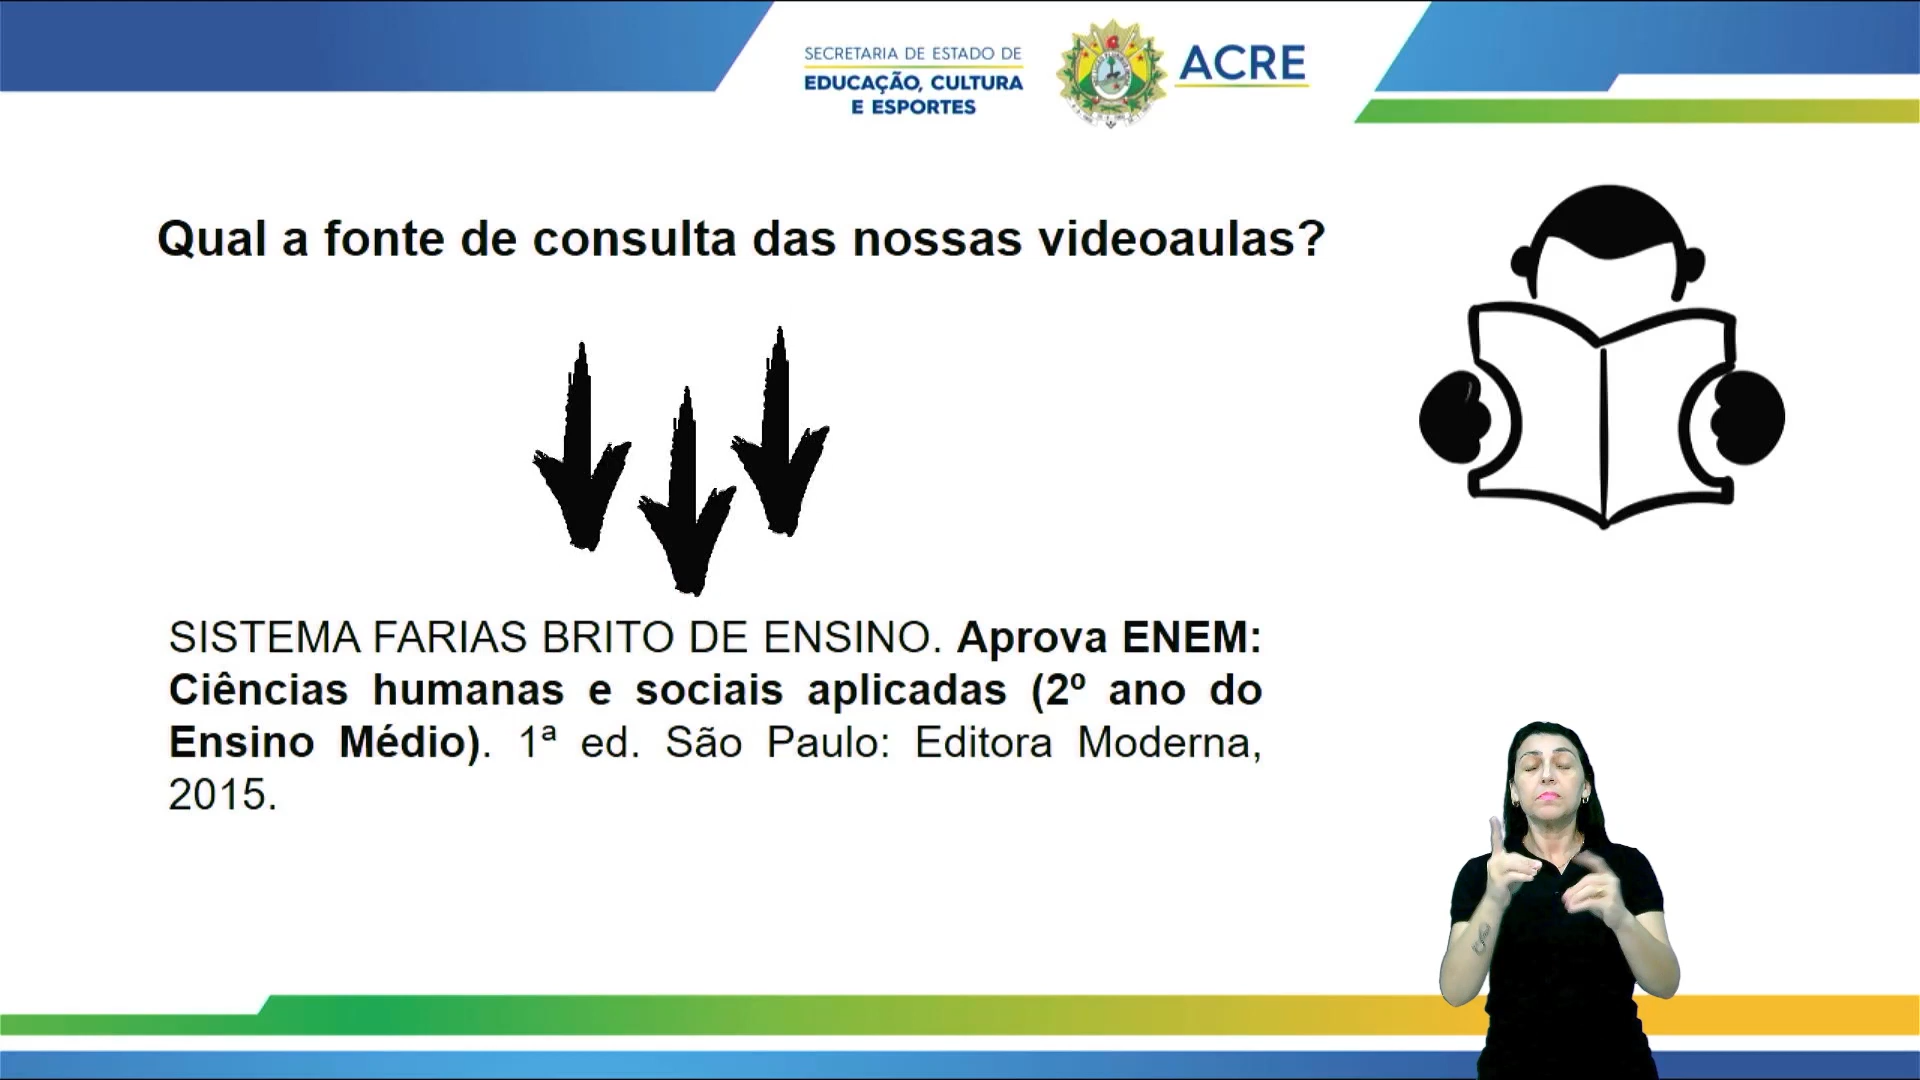 SECRETARIA DE ESTADO DE
EDUCAÇÃO, CULTURA
E ESPORTES
ACRE
Qual a fonte de consulta das nossas videoaulas?
SISTEMA FARIAS BRITO DE ENSINO. Aprova ENEM:
Ciências humanas e sociais aplicadas (2º ano do
Ensino Médio). 1ª ed. São Paulo: Editora Moderna,
2015.